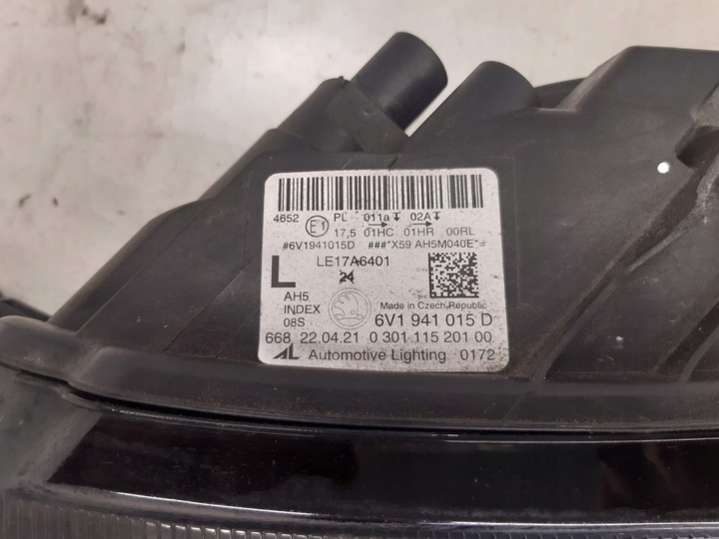 4652 E1 PL 011a 02A
17,5 01HC 01HR 00RL
#6V1941015D ###*X59 AH5M040E*=
L LE17A6401
24
AH5
INDEX
08S
Made in Czech Republic
6V1 941 015 D
668 22.04.21 0 301 115 201 00
AL Automotive Lighting 0172